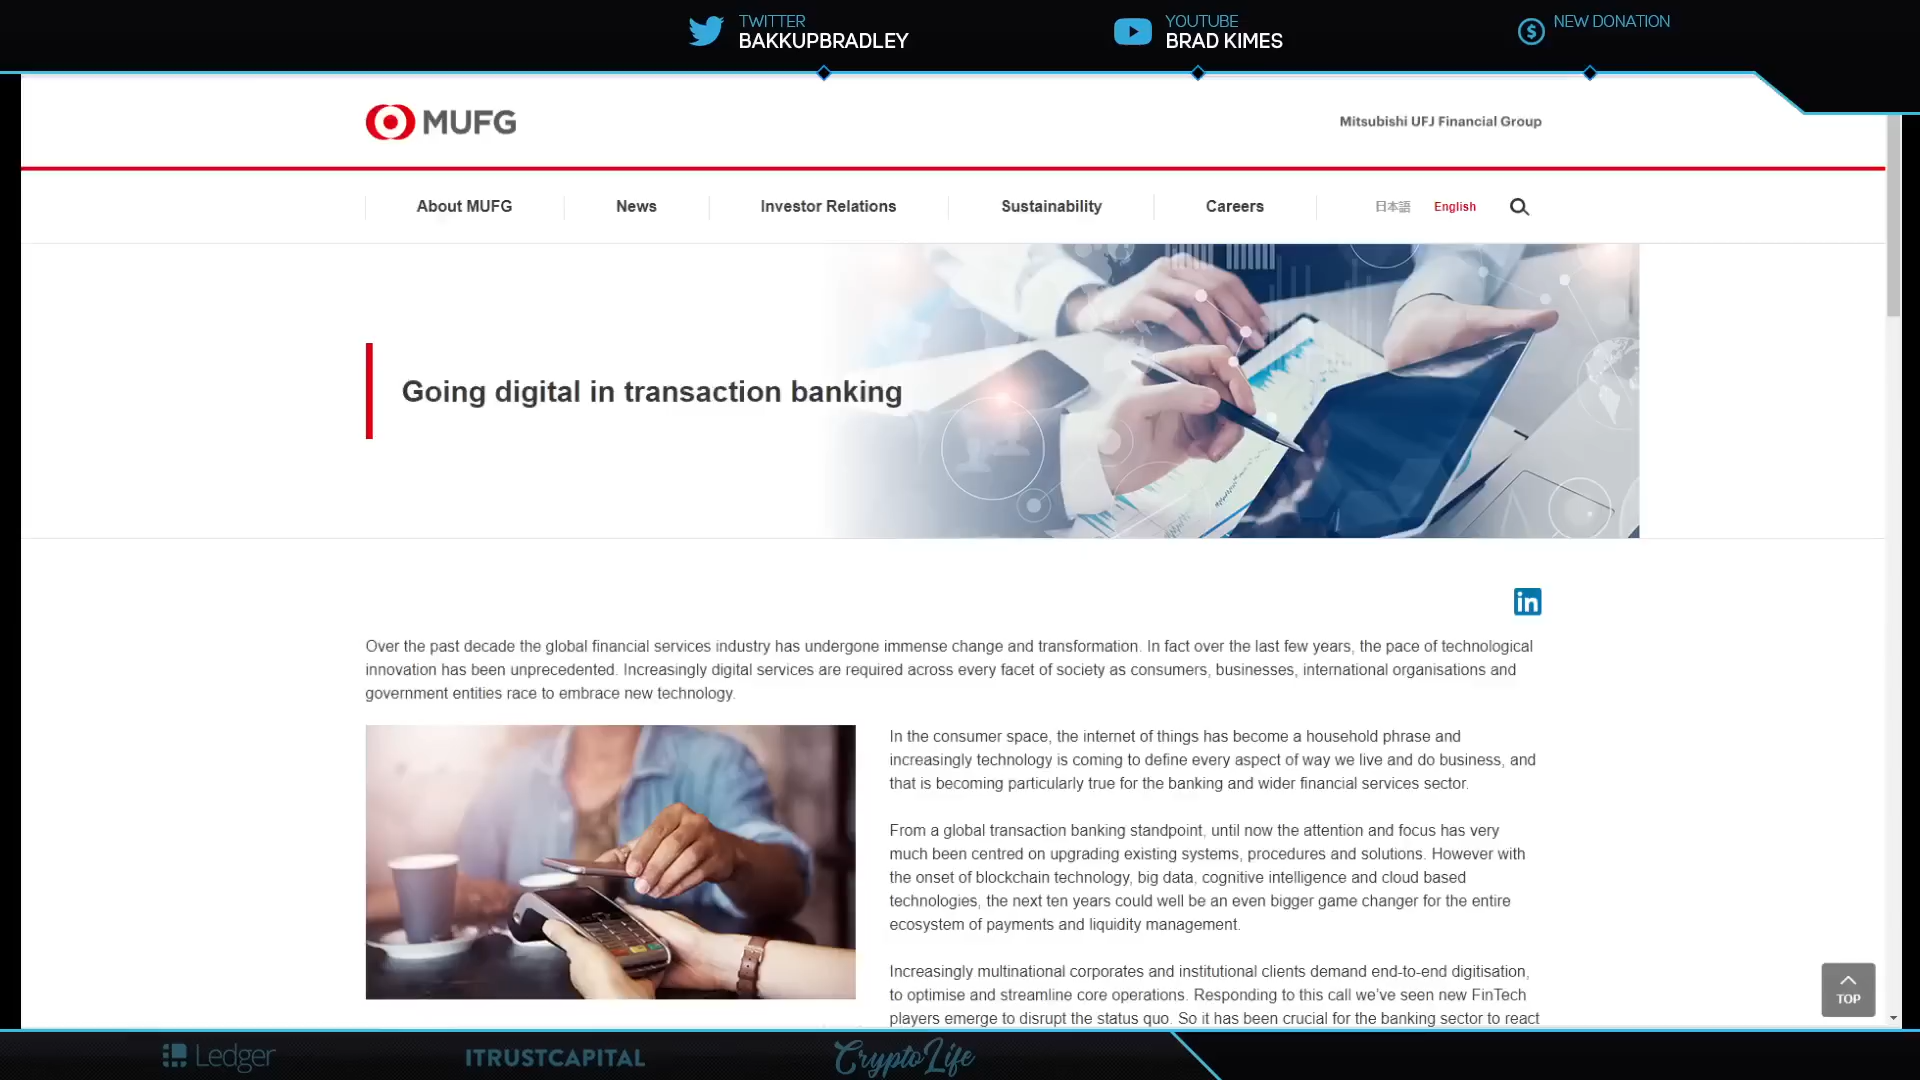 TWITTER
BAKKUPBRADLEY
YOUTUBE
BRAD KIMES
NEW DONATION
MUFG
Mitsubishi UFJ Financial Group
About MUFG
News
Investor Relations
Sustainability
Careers
日本語
English
Going digital in transaction banking
in
Over the past decade the global financial services industry has undergone immense change and transformation. In fact over the last few years, the pace of technological
innovation has been unprecedented. Increasingly digital services are required across every facet of society as consumers, businesses, international organisations and
government entities race to embrace new technology.
In the consumer space, the internet of things has become a household phrase and
increasingly technology is coming to define every aspect of way we live and do business, and
that is becoming particularly true for the banking and wider financial services sector.
From a global transaction banking standpoint, until now the attention and focus has very
much been centred on upgrading existing systems, procedures and solutions. However with
the onset of blockchain technology, big data, cognitive intelligence and cloud based
technologies, the next ten years could well be an even bigger game changer for the entire
ecosystem of payments and liquidity management.
Increasingly multinational corporates and institutional clients demand end-to-end digitisation,
to optimise and streamline core operations. Responding to this call we've seen new FinTech
players emerge to disrupt the status quo. So it has been crucial for the banking sector to react
TOP
Ledger
ITRUSTCAPITAL
CryptoLife